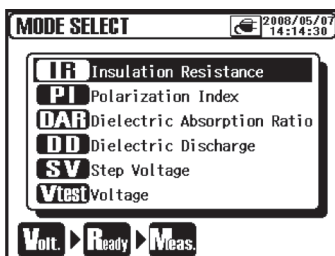 MODE SELECT
2008/05/07
14:14:30
IR Insulation Resistance
PI Polarization Index
DAR Dielectric Absorption Ratio
DD Dielectric Discharge
SV Step Voltage
Vtest Voltage
Volt. Ready Meas.